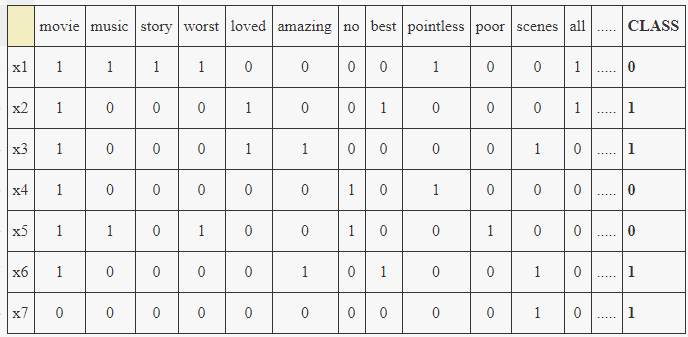 movie music story worst loved amazing no best pointless poor scenes all ..... CLASS
x1 1 1 1 1 0 0 0 0 1 0 0 1 ..... 0
x2 1 0 0 0 1 0 0 1 0 0 0 1 ..... 1
x3 1 0 0 0 1 1 0 0 0 0 1 0 ..... 1
x4 1 0 0 0 0 0 1 0 1 0 0 0 ..... 0
x5 1 1 0 1 0 0 1 0 0 1 0 0 ..... 0
x6 1 0 0 0 0 1 0 1 0 0 1 0 ..... 1
x7 0 0 0 0 0 0 0 0 0 0 1 0 ..... 1